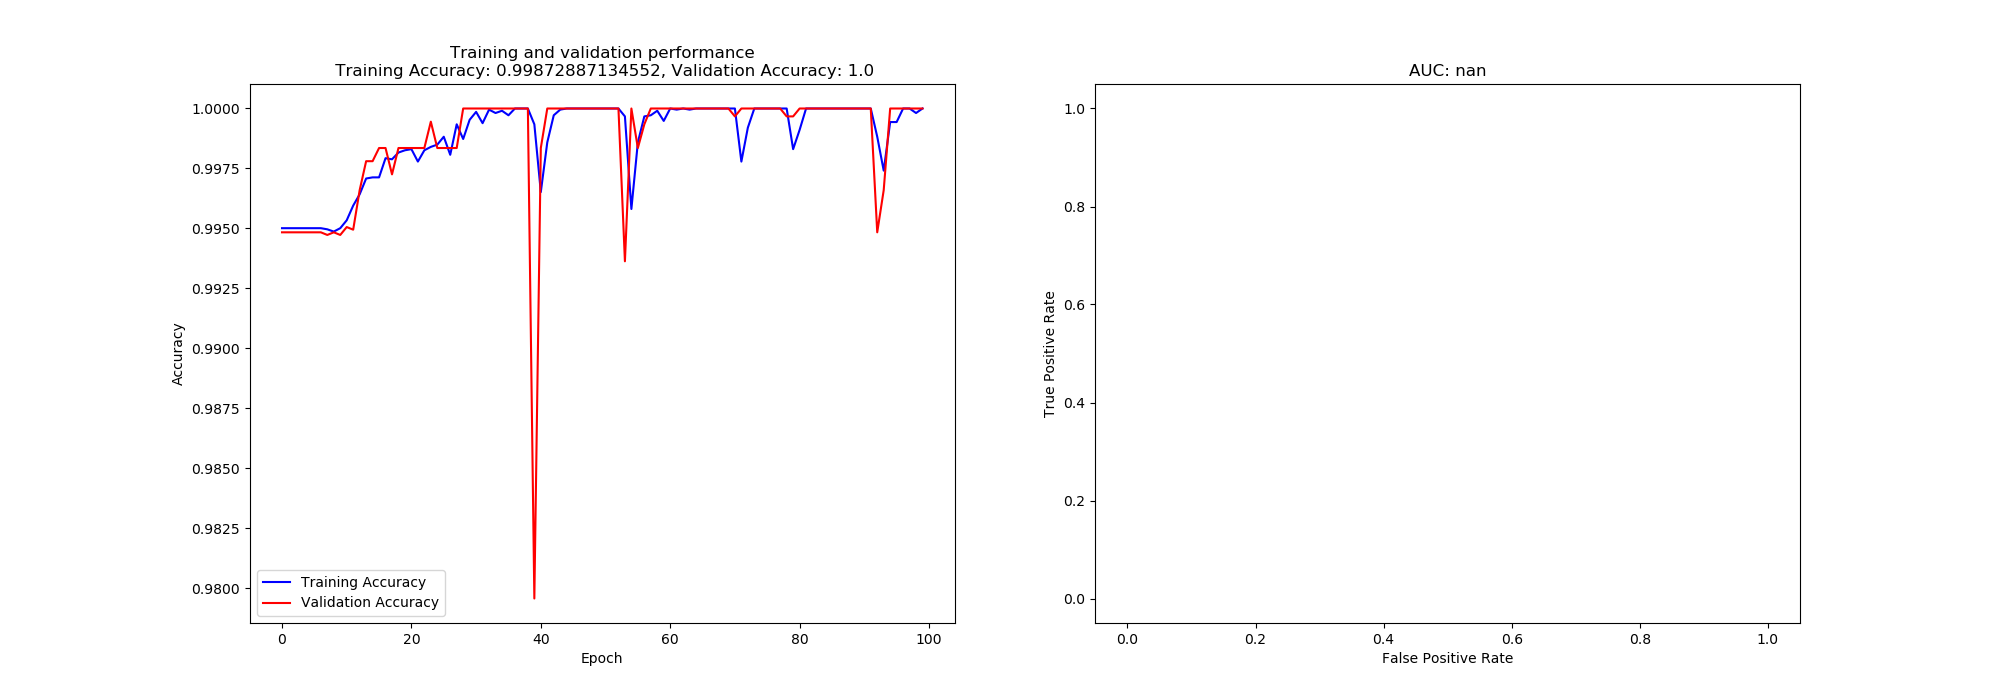 Training and validation performance
Training Accuracy: 0.99872887134552, Validation Accuracy: 1.0
1.0000
0.9975
0.9950
0.9925
0.9900
0.9875
0.9850
0.9825
0.9800
Accuracy
Training Accuracy
Validation Accuracy
0 20 40 60 80 100
Epoch
AUC: nan
1.0
0.8
0.6
0.4
0.2
0.0
True Positive Rate
0.0 0.2 0.4 0.6 0.8 1.0
False Positive Rate